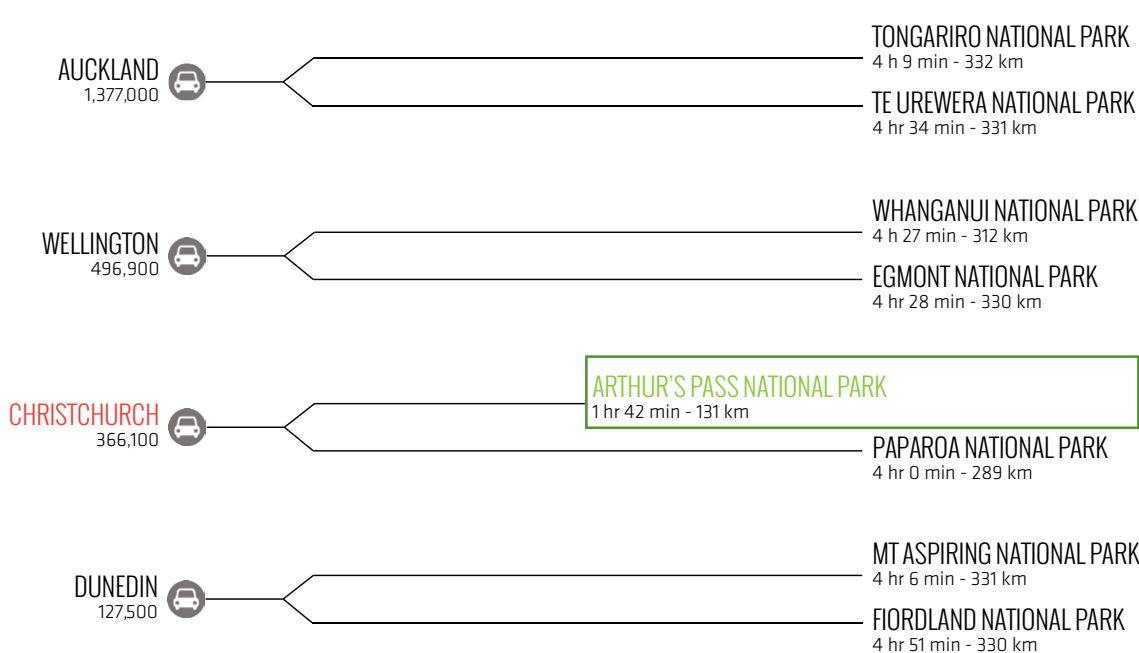 AUCKLAND
1,377,000
TONGARIRO NATIONAL PARK
4 h 9 min - 332 km
TE UREWERA NATIONAL PARK
4 hr 34 min - 331 km
WELLINGTON
496,900
WHANGANUI NATIONAL PARK
4 h 27 min - 312 km
EGMONT NATIONAL PARK
4 hr 28 min - 330 km
CHRISTCHURCH
366,100
ARTHUR'S PASS NATIONAL PARK
1 hr 42 min - 131 km
PAPAROA NATIONAL PARK
4 hr 0 min - 289 km
DUNEDIN
127,500
MT ASPIRING NATIONAL PARK
4 hr 6 min - 331 km
FIORDLAND NATIONAL PARK
4 hr 51 min - 330 km